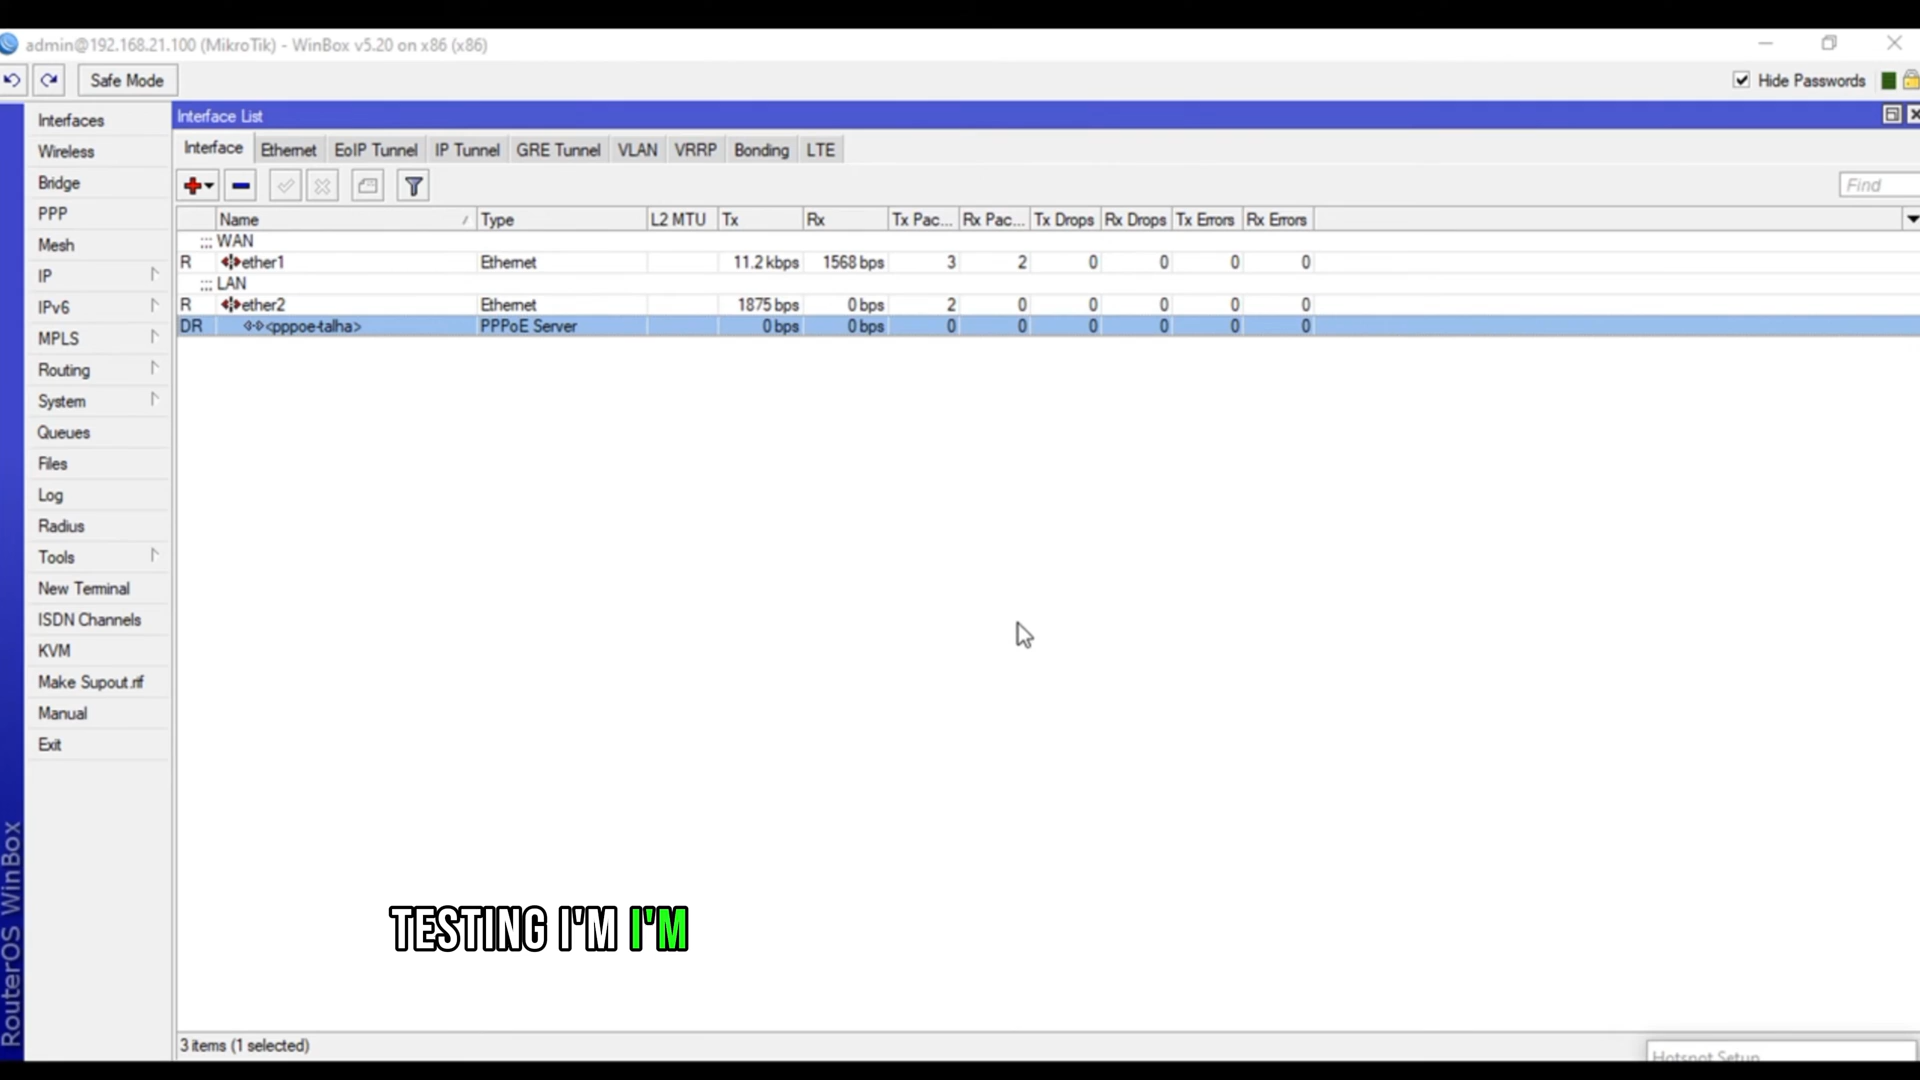 admin@192.168.21.100 (MikroTik) - WinBox v5.20 on x86 (x86)
Safe Mode
Hide Passwords
Interfaces
Wireless
Bridge
PPP
Mesh
IP
IPv6
MPLS
Routing
System
Queues
Files
Log
Radius
Tools
New Terminal
ISDN Channels
KVM
Make Supout.rif
Manual
Exit
RouterOS WinBox
Interface List
Interface Ethernet EoIP Tunnel IP Tunnel GRE Tunnel VLAN VRRP Bonding LTE
Find
Name Type L2 MTU Tx Rx Tx Pac... Rx Pac... Tx Drops Rx Drops Tx Errors Rx Errors
::: WAN
R ether1 Ethernet 11.2 kbps 1568 bps 3 2 0 0 0 0
::: LAN
R ether2 Ethernet 1875 bps 0 bps 2 0 0 0 0 0
DR <pppoe-talha> PPPoE Server 0 bps 0 bps 0 0 0 0 0 0
TESTING I'M I'M
3 items (1 selected)
Hotspot Setup